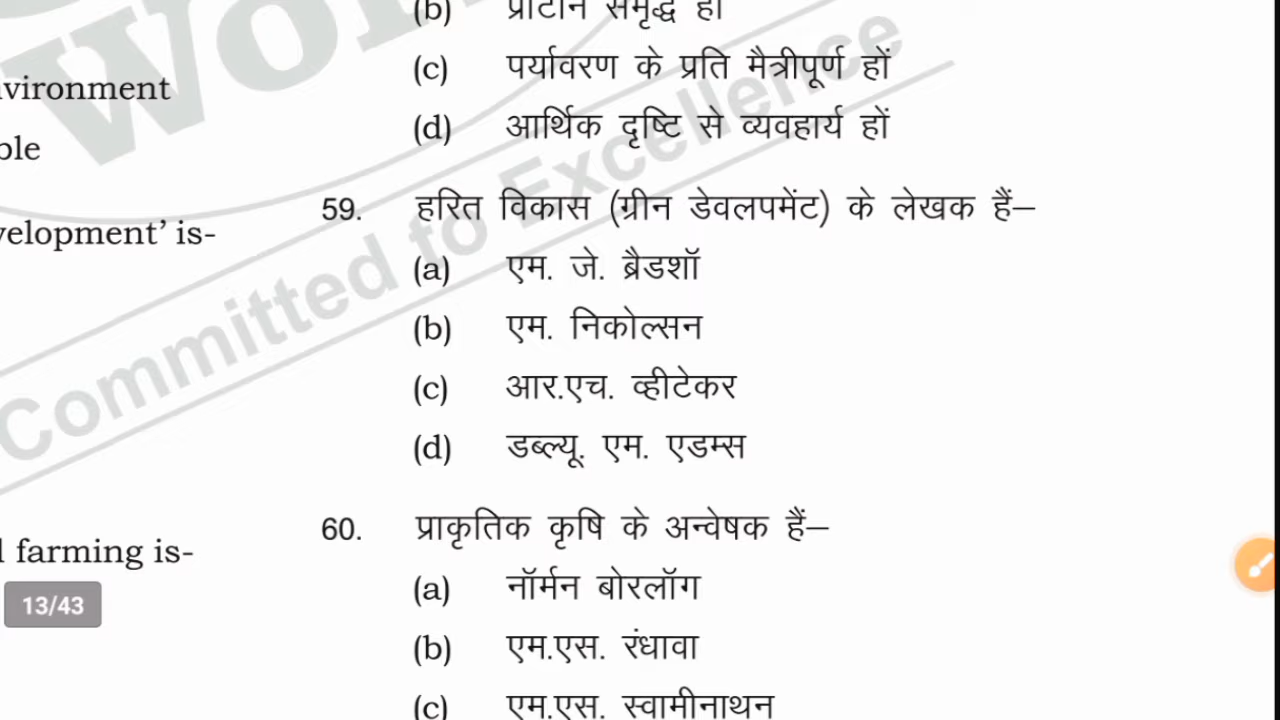 (b) प्रोटीन समृद्ध हों
vironment
(c) पर्यावरण के प्रति मैत्रीपूर्ण हों
ble
(d) आर्थिक दृष्टि से व्यवहार्य हों
Committed to Excellence
velopment' is-
59. हरित विकास (ग्रीन डेवलपमेंट) के लेखक हैं–
(a) एम. जे. ब्रैडशॉ
(b) एम. निकोल्सन
(c) आर.एच. व्हीटेकर
(d) डब्ल्यू. एम. एडम्स
l farming is-
60. प्राकृतिक कृषि के अन्वेषक हैं–
13/43
(a) नॉर्मन बोरलॉग
(b) एम.एस. रंधावा
(c) एम.एस. स्वामीनाथन